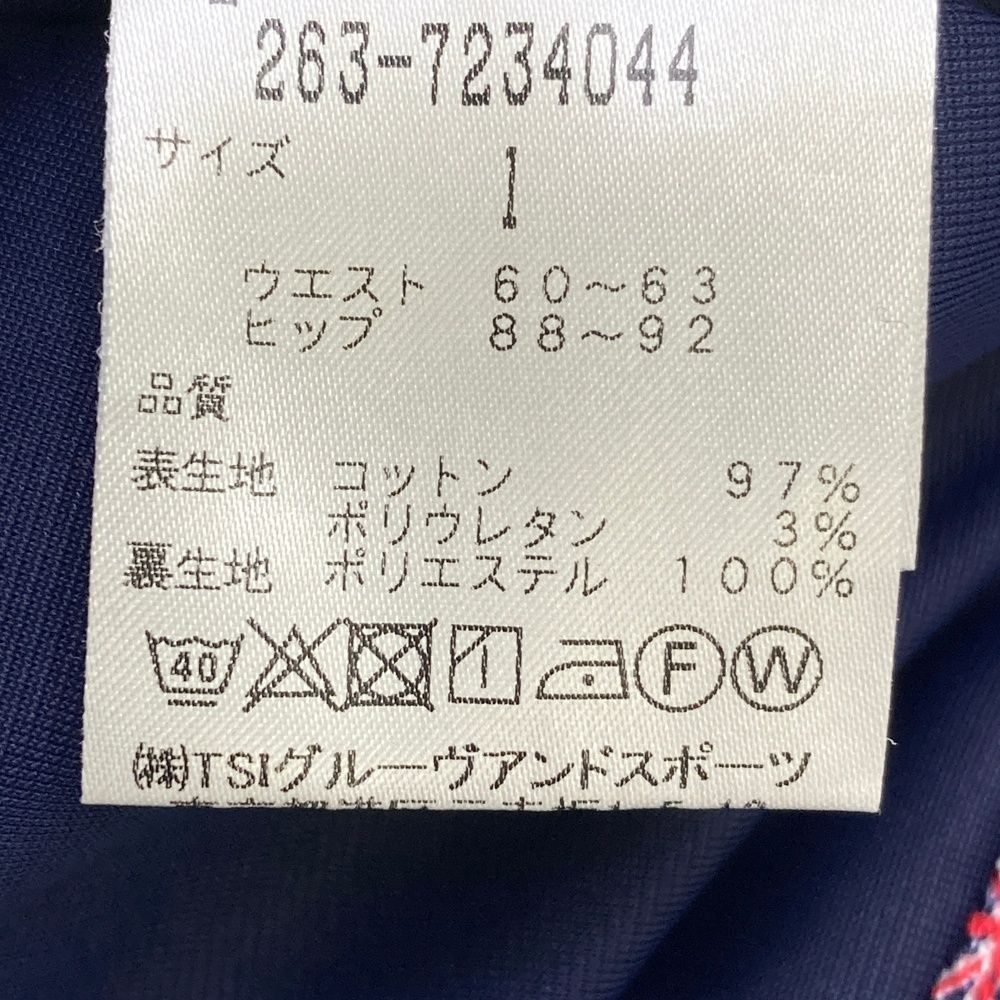 263-7234044
サイズ 1
ウエスト 60～63
ヒップ 88～92
品質
表生地 コットン 97%
ポリウレタン 3%
裏生地 ポリエステル 100%
40 1 F W
(株)TSIグルーヴアンドスポーツ